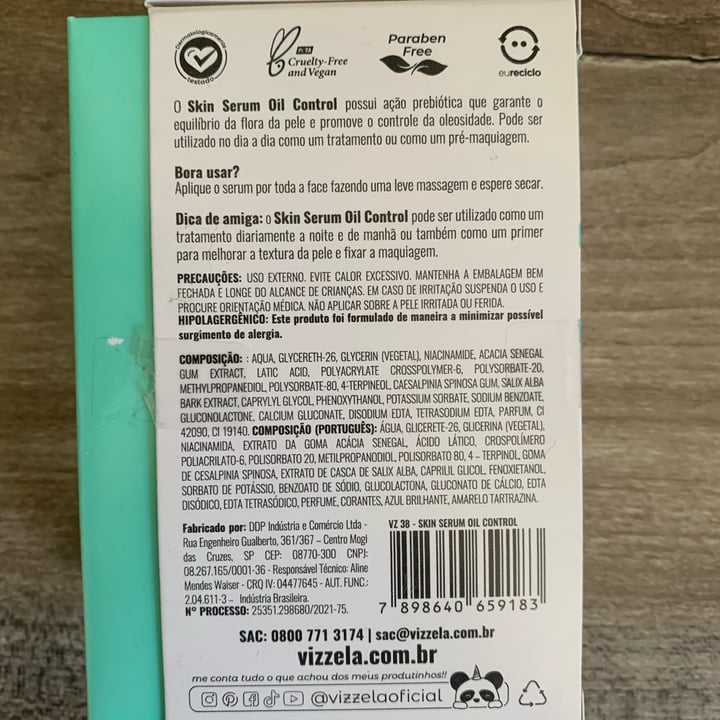 Dermatologicamente
testado
PETA
Cruelty-Free
and Vegan
Paraben
Free
eureciclo
O Skin Serum Oil Control possui ação prebiótica que garante o
equilíbrio da flora da pele e promove o controle da oleosidade. Pode ser
utilizado no dia a dia como um tratamento ou como um pré-maquiagem.
Bora usar?
Aplique o serum por toda a face fazendo uma leve massagem e espere secar.
Dica de amiga: o Skin Serum Oil Control pode ser utilizado como um
tratamento diariamente a noite e de manhã ou também como um primer
para melhorar a textura da pele e fixar a maquiagem.
PRECAUÇÕES: USO EXTERNO. EVITE CALOR EXCESSIVO. MANTENHA A EMBALAGEM BEM
FECHADA E LONGE DO ALCANCE DE CRIANÇAS. EM CASO DE IRRITAÇÃO SUSPENDA O USO E
PROCURE ORIENTAÇÃO MÉDICA. NÃO APLICAR SOBRE A PELE IRRITADA OU FERIDA.
HIPOLAGERGÊNICO: Este produto foi formulado de maneira a minimizar possível
surgimento de alergia.
COMPOSIÇÃO: : AQUA, GLYCERETH-26, GLYCERIN (VEGETAL), NIACINAMIDE, ACACIA SENEGAL
GUM EXTRACT, LATIC ACID, POLYACRYLATE CROSSPOLYMER-6, POLYSORBATE-20,
METHYLPROPANEDIOL, POLYSORBATE-80, 4-TERPINEOL, CAESALPINIA SPINOSA GUM, SALIX ALBA
BARK EXTRACT, CAPRYLYL GLYCOL, PHENOXYTHANOL, POTASSIUM SORBATE, SODIUM BENZOATE,
GLUCONOLACTONE, CALCIUM GLUCONATE, DISODIUM EDTA, TETRASODIUM EDTA, PARFUM, CI
42090, CI 19140. COMPOSIÇÃO (PORTUGUÊS): ÁGUA, GLICERETE-26, GLICERINA (VEGETAL),
NIACINAMIDA, EXTRATO DA GOMA ACÁCIA SENEGAL, ÁCIDO LÁTICO, CROSPOLÍMERO
POLIACRILATO-6, POLISORBATO 20, METILPROPANODIOL, POLISORBATO 80, 4 – TERPINOL, GOMA
DE CESALPINIA SPINOSA, EXTRATO DE CASCA DE SALIX ALBA, CAPRILIL GLICOL, FENOXIETANOL,
SORBATO DE POTÁSSIO, BENZOATO DE SÓDIO, GLUCOLACTONA, GLUCONATO DE CÁLCIO, EDTA
DISÓDICO, EDTA TETRASÓDICO, PERFUME, CORANTES, AZUL BRILHANTE, AMARELO TARTRAZINA.
Fabricado por: DDP Indústria e Comércio Ltda -
Rua Engenheiro Gualberto, 361/367 – Centro Mogi
das Cruzes, SP CEP: 08770-300 CNPJ:
08.267.165/0001-36 - Responsável Técnico: Aline
Mendes Waiser - CRQ IV: 04477645 - AUT. FUNC.:
2.04.611-3 – Indústria Brasileira.
Nº PROCESSO: 25351.298680/2021-75.
VZ 38 - SKIN SERUM OIL CONTROL
7 898640 659183
SAC: 0800 771 3174 | sac@vizzela.com.br
vizzela.com.br
me conta tudo o que achou dos meus produtinhos!!
@vizzelaoficial